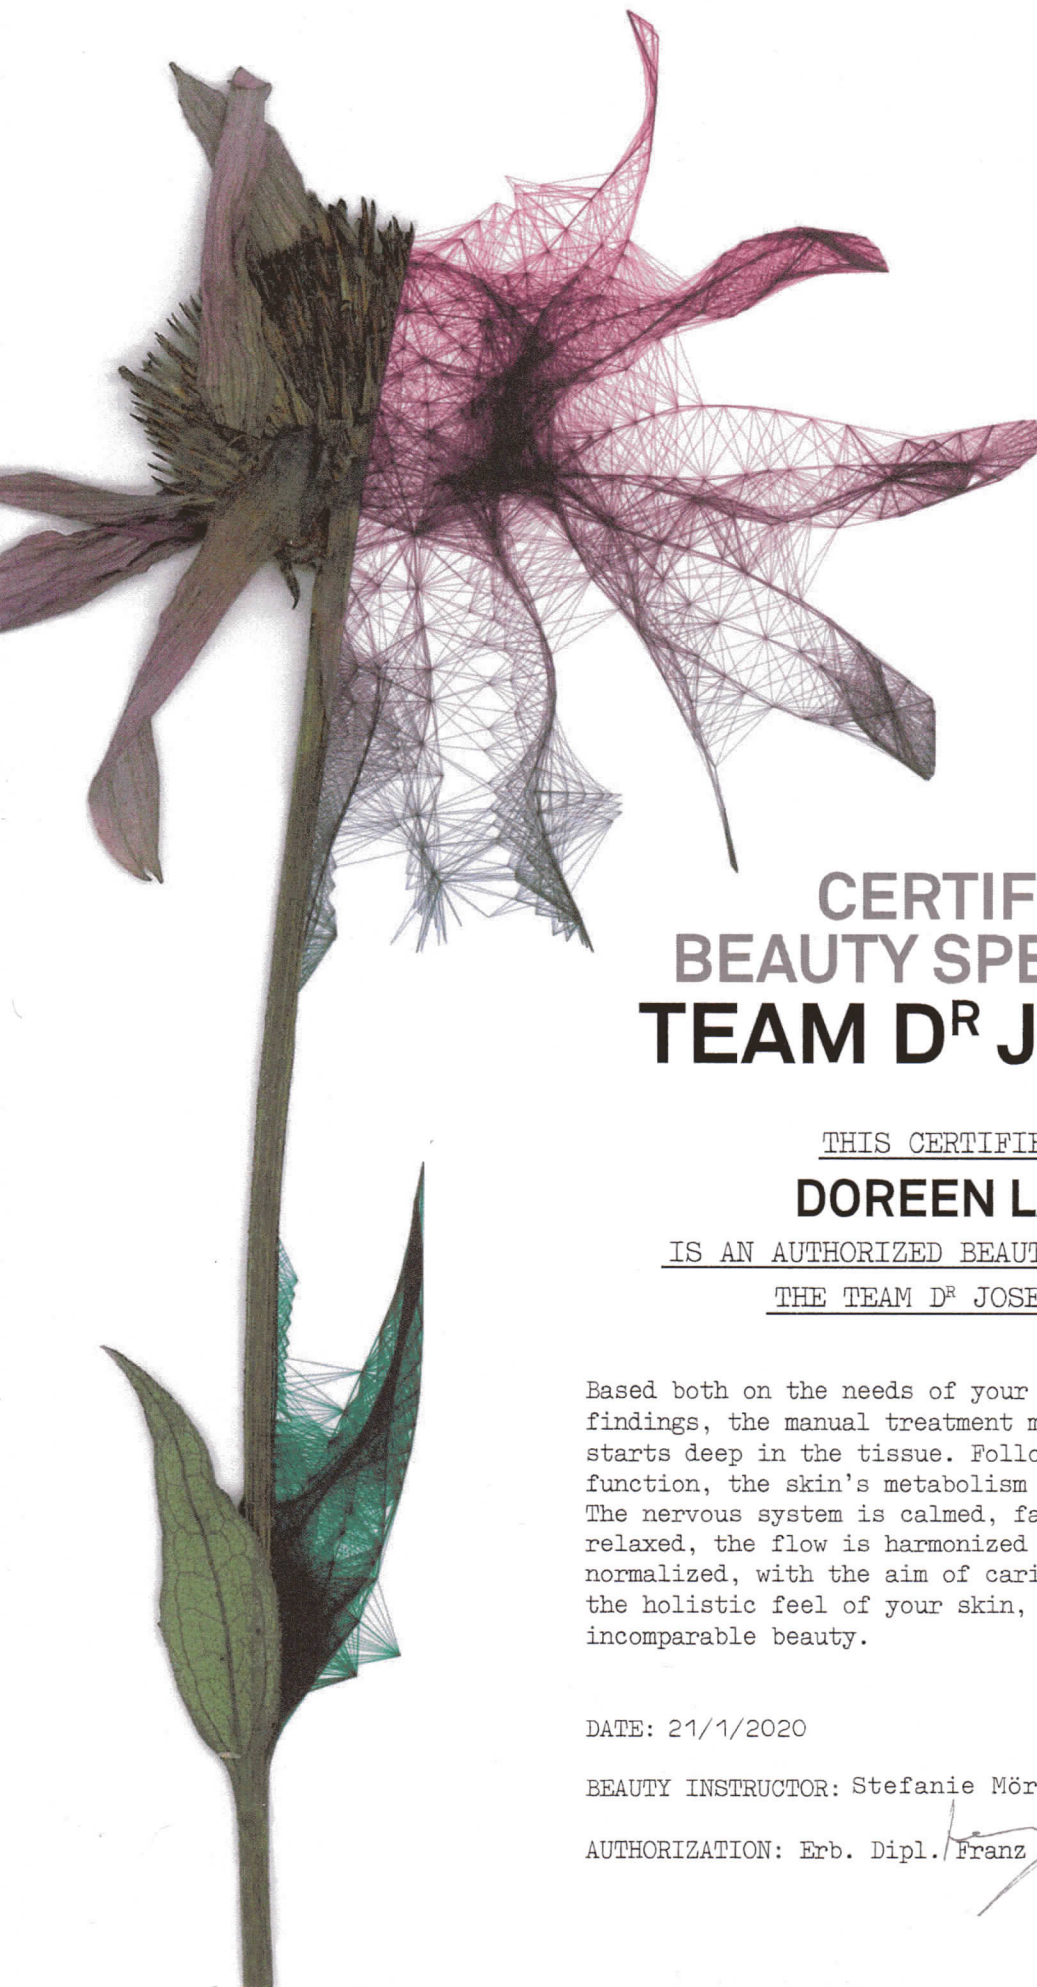 CERTIF
BEAUTY SPE
TEAM Dᴿ J
THIS CERTIFIE
DOREEN L
IS AN AUTHORIZED BEAUT
THE TEAM Dᴿ JOSE
Based both on the needs of your
findings, the manual treatment m
starts deep in the tissue. Follo
function, the skin's metabolism
The nervous system is calmed, fa
relaxed, the flow is harmonized
normalized, with the aim of cari
the holistic feel of your skin,
incomparable beauty.
DATE: 21/1/2020
BEAUTY INSTRUCTOR: Stefanie Mör
AUTHORIZATION: Erb. Dipl. Franz